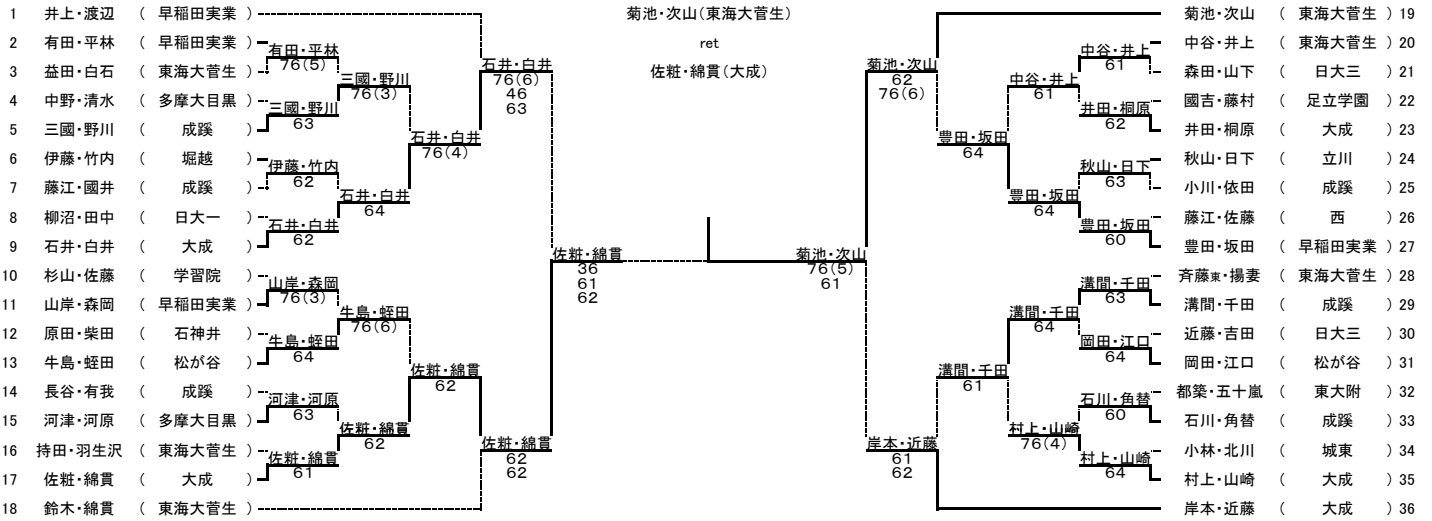 菊池・次山(東海大菅生)
ret
佐粧・綿貫(大成)
1 井上・渡辺 ( 早稲田実業 )
2 有田・平林 ( 早稲田実業 )
3 益田・白石 ( 東海大菅生 )
4 中野・清水 ( 多摩大目黒 )
5 三國・野川 ( 成蹊 )
6 伊藤・竹内 ( 堀越 )
7 藤江・國井 ( 成蹊 )
8 柳沼・田中 ( 日大一 )
9 石井・白井 ( 大成 )
10 杉山・佐藤 ( 学習院 )
11 山岸・森岡 ( 早稲田実業 )
12 原田・柴田 ( 石神井 )
13 牛島・蛭田 ( 松が谷 )
14 長谷・有我 ( 成蹊 )
15 河津・河原 ( 多摩大目黒 )
16 持田・羽生沢 ( 東海大菅生 )
17 佐粧・綿貫 ( 大成 )
18 鈴木・綿貫 ( 東海大菅生 )
有田・平林
76(5)
三國・野川
63
伊藤・竹内
62
石井・白井
62
山岸・森岡
76(3)
牛島・蛭田
64
河津・河原
63
佐粧・綿貫
61
三國・野川
76(3)
石井・白井
64
牛島・蛭田
76(6)
佐粧・綿貫
62
石井・白井
76(4)
佐粧・綿貫
62
石井・白井
76(6)
46
63
佐粧・綿貫
62
62
佐粧・綿貫
36
61
62
菊池・次山
76(5)
61
菊池・次山
62
76(6)
岸本・近藤
61
62
豊田・坂田
64
溝間・千田
61
中谷・井上
61
豊田・坂田
64
溝間・千田
64
村上・山崎
76(4)
中谷・井上
61
井田・桐原
62
秋山・日下
63
豊田・坂田
60
溝間・千田
63
岡田・江口
64
石川・角替
60
村上・山崎
64
菊池・次山 ( 東海大菅生 ) 19
中谷・井上 ( 東海大菅生 ) 20
森田・山下 ( 日大三 ) 21
國吉・藤村 ( 足立学園 ) 22
井田・桐原 ( 大成 ) 23
秋山・日下 ( 立川 ) 24
小川・依田 ( 成蹊 ) 25
藤江・佐藤 ( 西 ) 26
豊田・坂田 ( 早稲田実業 ) 27
斉藤東・揚妻 ( 東海大菅生 ) 28
溝間・千田 ( 成蹊 ) 29
近藤・吉田 ( 日大三 ) 30
岡田・江口 ( 松が谷 ) 31
都築・五十嵐 ( 東大附 ) 32
石川・角替 ( 成蹊 ) 33
小林・北川 ( 城東 ) 34
村上・山崎 ( 大成 ) 35
岸本・近藤 ( 大成 ) 36